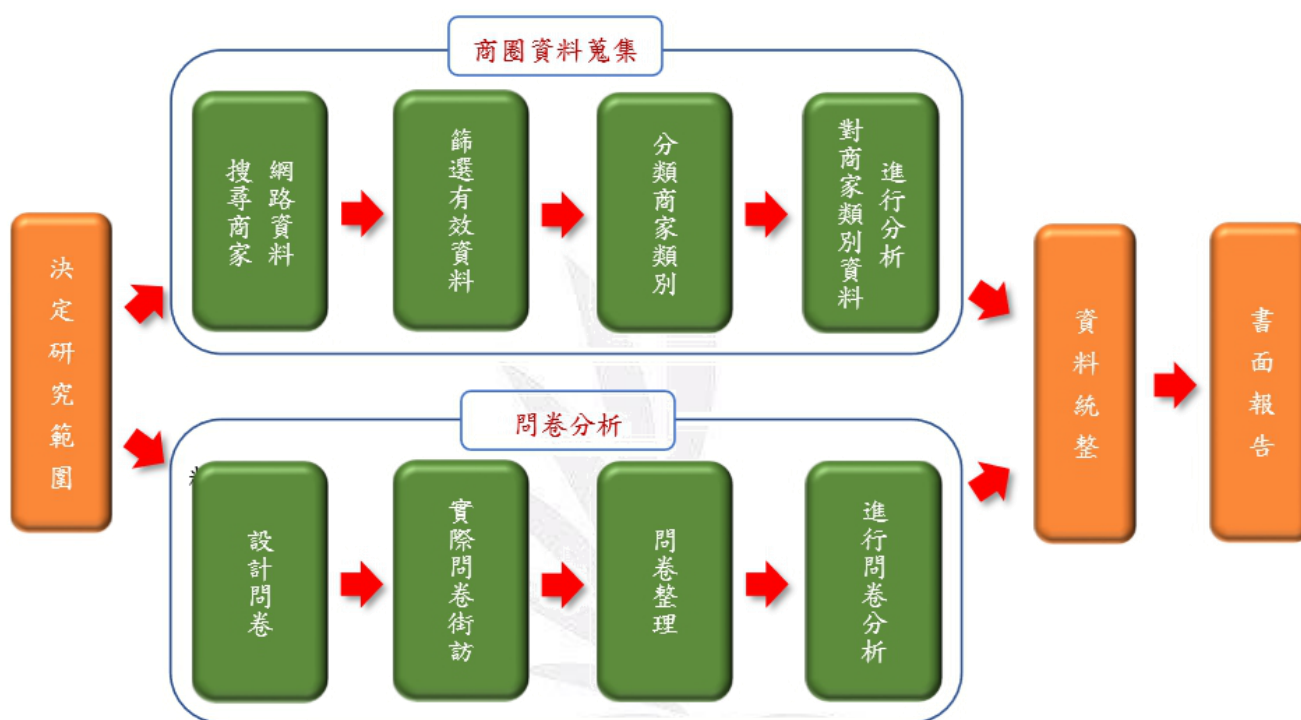 決定研究範圍
商圈資料蒐集
網路資料
搜尋商家
篩選有效資料
分類商家類別
對商家類別資料
進行分析
問卷分析
設計問卷
實際問卷街訪
問卷整理
進行問卷分析
資料統整
書面報告